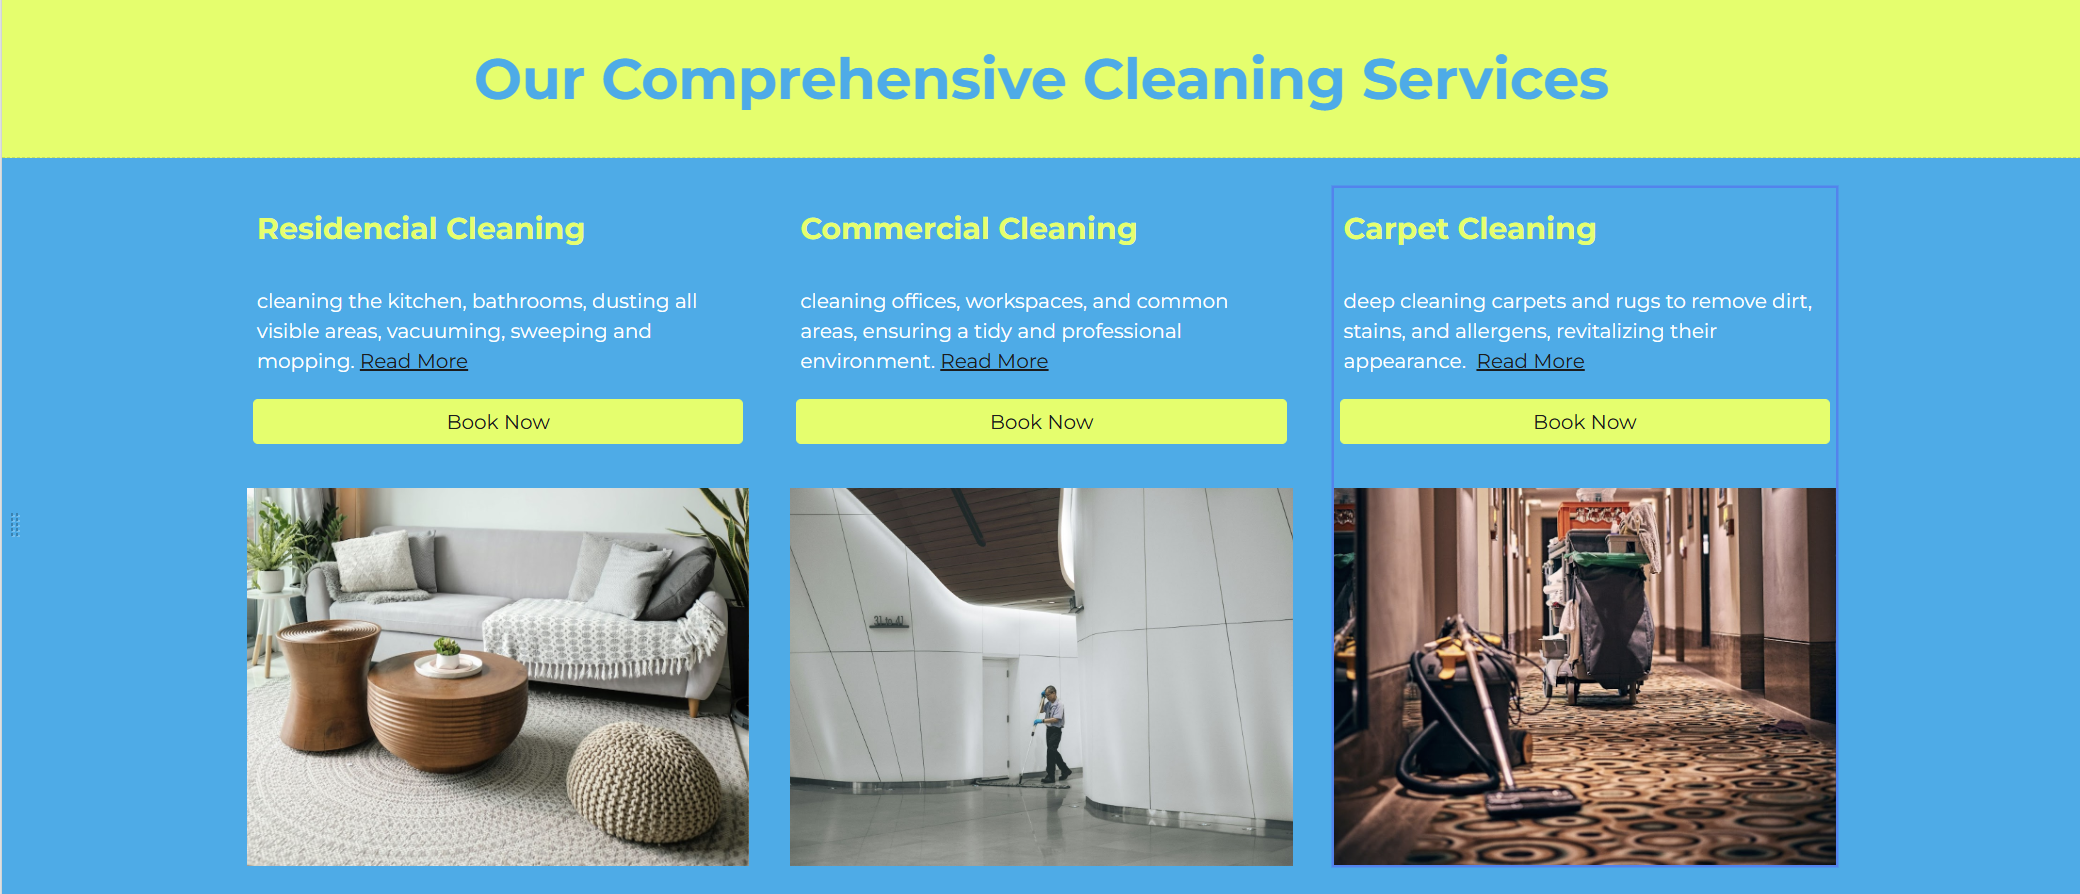 Our Comprehensive Cleaning Services
Residencial Cleaning
cleaning the kitchen, bathrooms, dusting all
visible areas, vacuuming, sweeping and
mopping. Read More
Book Now
Commercial Cleaning
cleaning offices, workspaces, and common
areas, ensuring a tidy and professional
environment. Read More
Book Now
Carpet Cleaning
deep cleaning carpets and rugs to remove dirt,
stains, and allergens, revitalizing their
appearance. Read More
Book Now